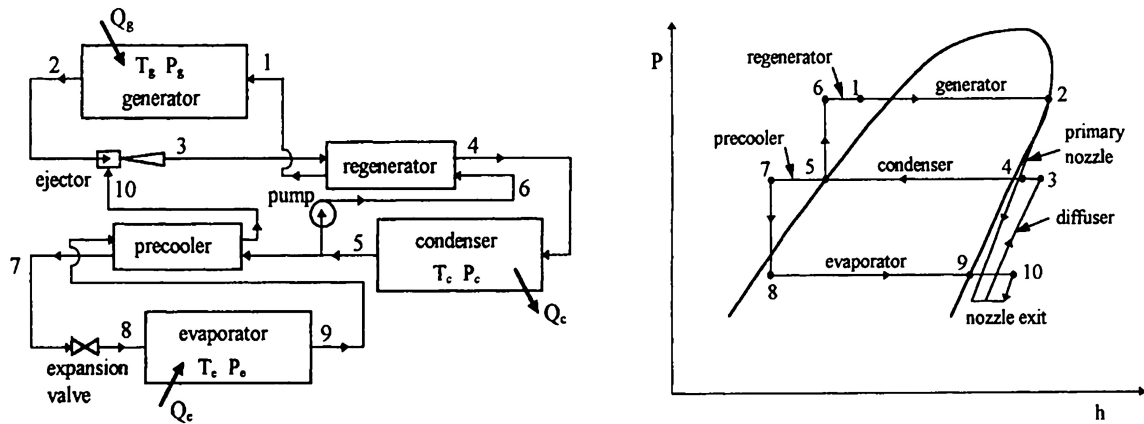 Qg
2
Tg Pg
generator
1
ejector
3
10
regenerator
4
pump
6
7
precooler
5
condenser
Tc Pc
Qc
8
evaporator
Te Pe
9
expansion
valve
Qe
P
regenerator
6
1
generator
2
precooler
primary
nozzle
7
5
condenser
4
3
diffuser
evaporator
9
10
8
nozzle exit
h